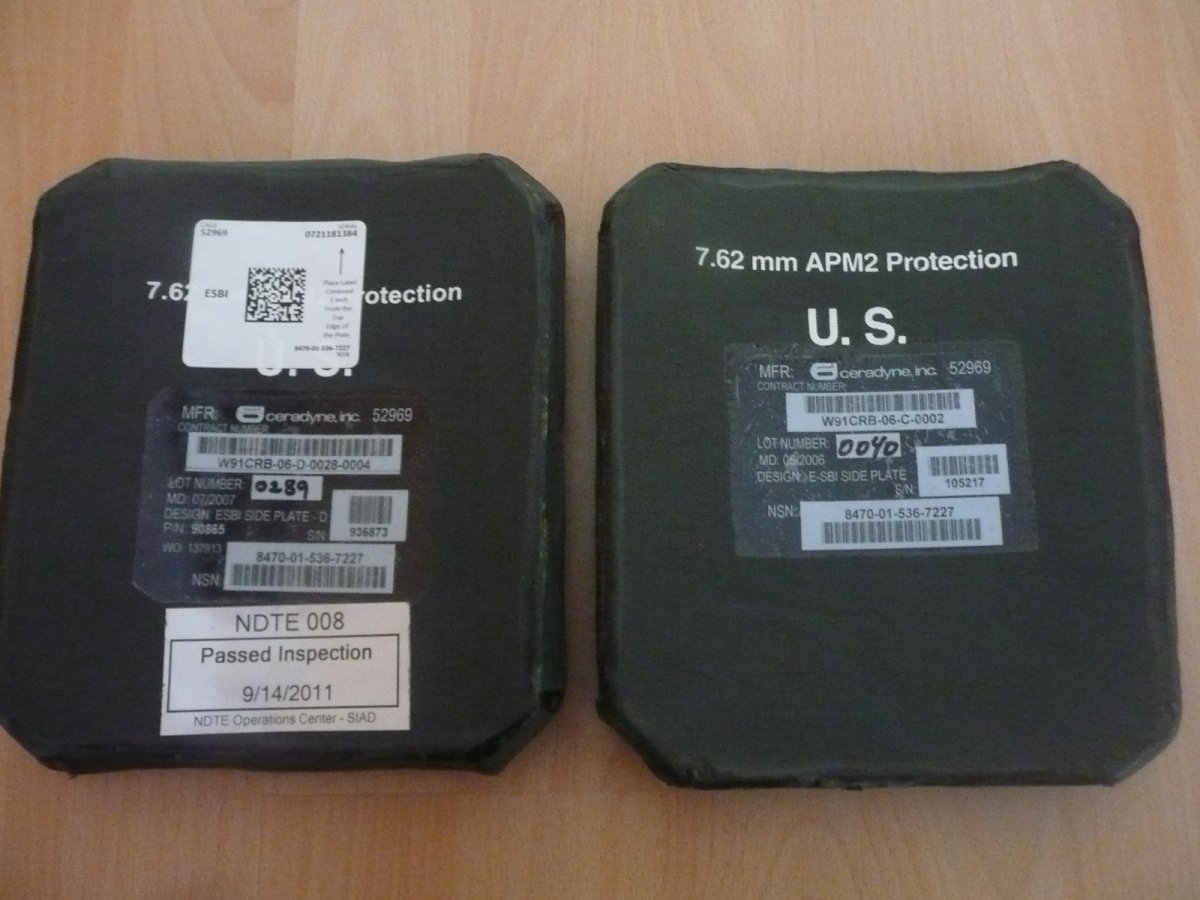 CAGE
52969
SERIAL
0721181384
ESBI
Place Label
Centered
1 Inch
From the
Top
Edge of
the Plate
8470-01-536-7227
NSN
7.62 rotection
U. S.
MFR: ceradyne, inc. 52969
CONTRACT NUMBER:
W91CRB-06-D-0028-0004
LOT NUMBER: 0289
MD: 07/2007
DESIGN: ESBI SIDE PLATE - D
P/N: 90865
S/N: 936873
WO: 137913
8470-01-536-7227
NSN:
NDTE 008
Passed Inspection
9/14/2011
NDTE Operations Center - SIAD
7.62 mm APM2 Protection
U. S.
MFR: ceradyne, inc. 52969
CONTRACT NUMBER:
W91CRB-06-C-0002
LOT NUMBER: 0040
MD: 06/2006
DESIGN: E-SBI SIDE PLATE
S/N: 105217
NSN: 8470-01-536-7227